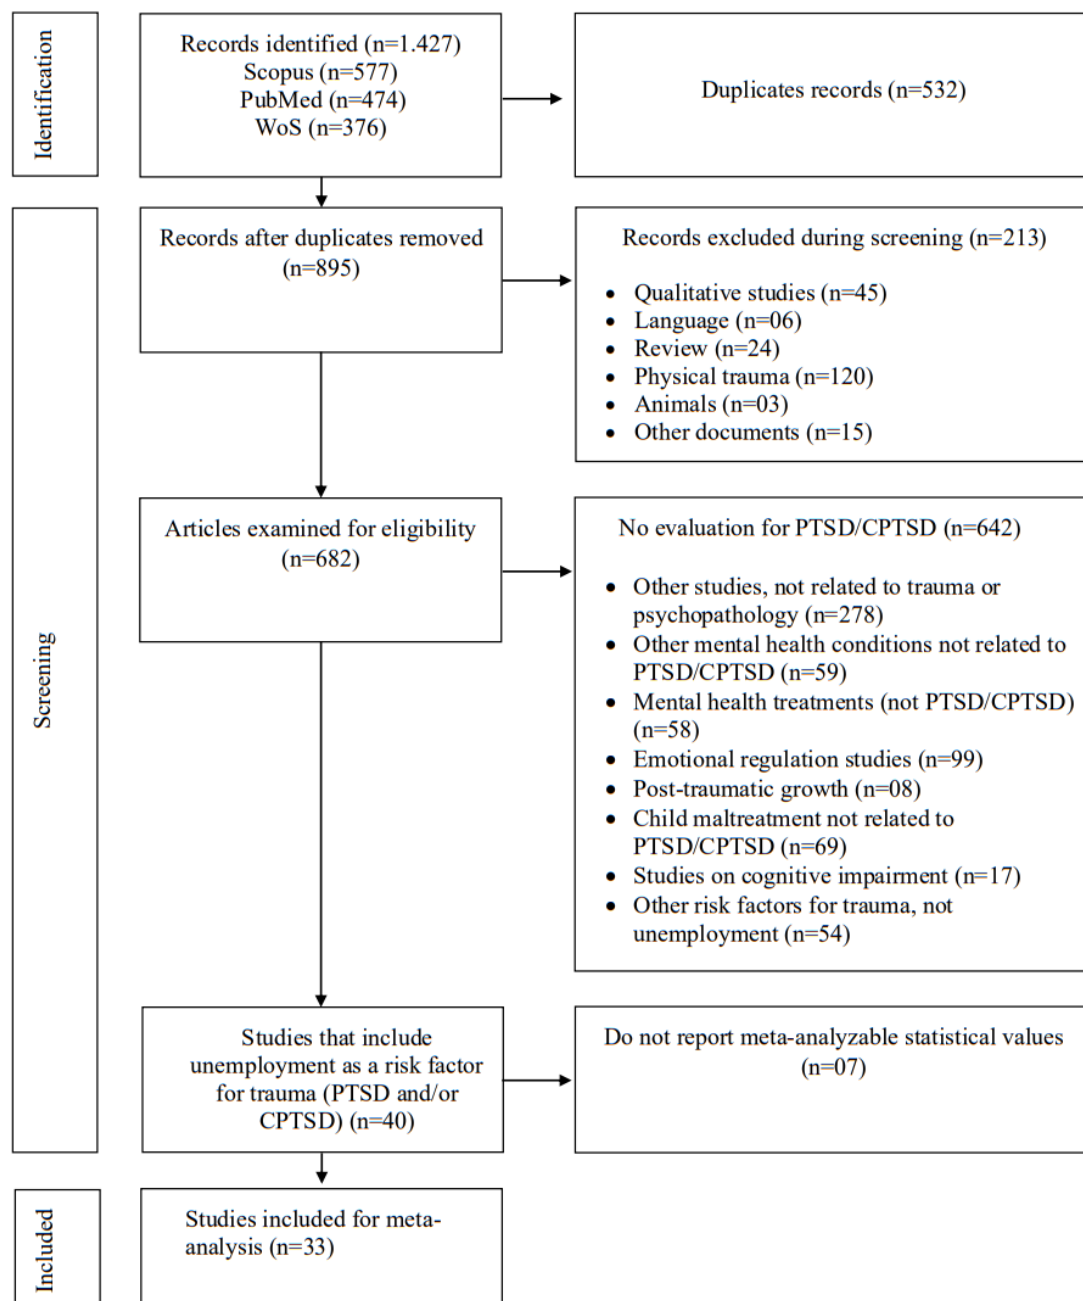 Identification
Records identified (n=1.427)
Scopus (n=577)
PubMed (n=474)
WoS (n=376)
Duplicates records (n=532)
Screening
Records after duplicates removed
(n=895)
Records excluded during screening (n=213)
• Qualitative studies (n=45)
• Language (n=06)
• Review (n=24)
• Physical trauma (n=120)
• Animals (n=03)
• Other documents (n=15)
Articles examined for eligibility
(n=682)
No evaluation for PTSD/CPTSD (n=642)
• Other studies, not related to trauma or
psychopathology (n=278)
• Other mental health conditions not related to
PTSD/CPTSD (n=59)
• Mental health treatments (not PTSD/CPTSD)
(n=58)
• Emotional regulation studies (n=99)
• Post-traumatic growth (n=08)
• Child maltreatment not related to
PTSD/CPTSD (n=69)
• Studies on cognitive impairment (n=17)
• Other risk factors for trauma, not
unemployment (n=54)
Studies that include
unemployment as a risk factor
for trauma (PTSD and/or
CPTSD) (n=40)
Do not report meta-analyzable statistical values
(n=07)
Included
Studies included for meta-
analysis (n=33)